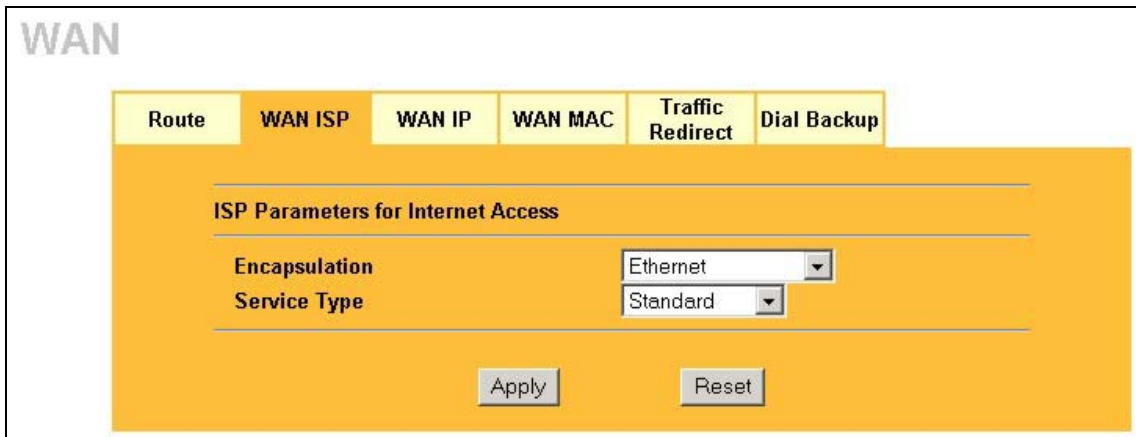 WAN
Route WAN ISP WAN IP WAN MAC Traffic Redirect Dial Backup
ISP Parameters for Internet Access
Encapsulation Ethernet
Service Type Standard
Apply Reset